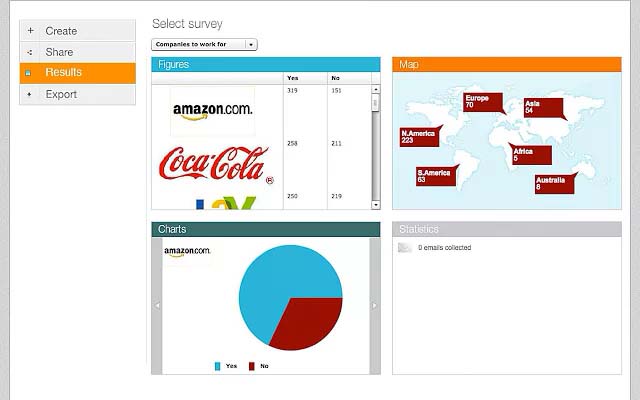 Select survey
Create
Share
Results
Export
Companies to work for
Figures
Yes No
amazon.com. 319 151
Coca-Cola ® 258 211
250 219
Map
Europe
70
Asia
54
N.America
223
Africa
5
S.America
63
Australia
8
Charts
amazon.com.
Yes No
Statistics
0 emails collected